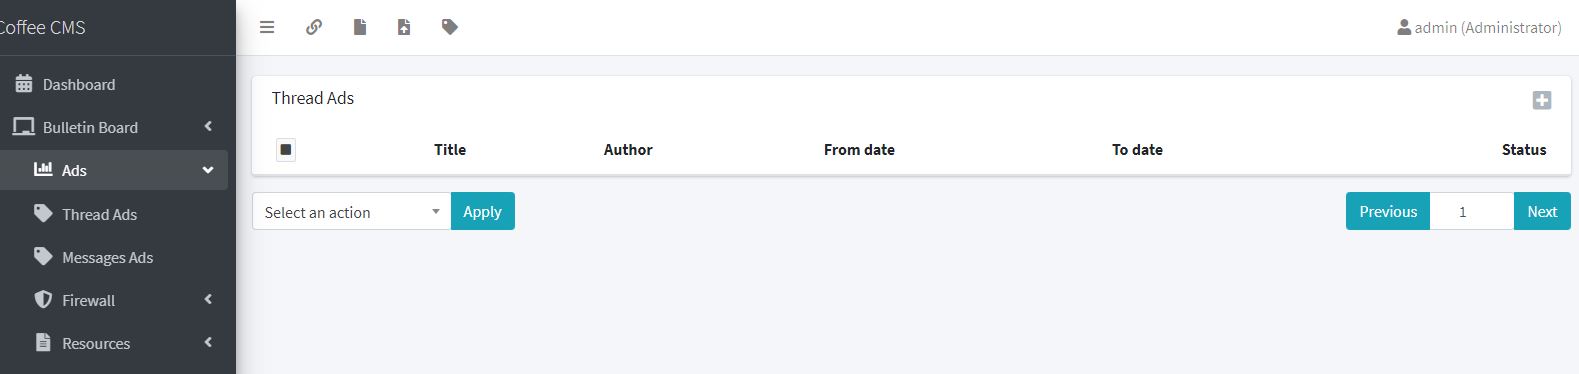 Coffee CMS
admin (Administrator)
Dashboard
Bulletin Board
Ads
Thread Ads
Messages Ads
Firewall
Resources
Thread Ads
Title Author From date To date Status
Select an action Apply
Previous 1 Next